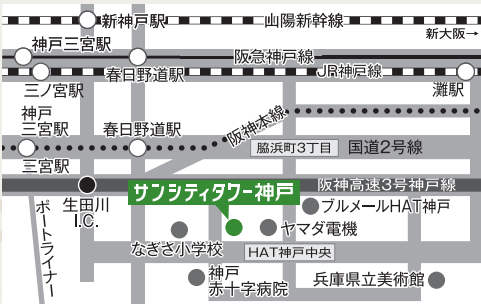 新神戸駅
山陽新幹線
新大阪→
神戸三宮駅
阪急神戸線
春日野道駅
JR神戸線
三ノ宮駅
灘駅
神戸
三宮駅
春日野道駅
阪神本線
脇浜町3丁目
国道2号線
三宮駅
阪神高速3号神戸線
サンシティタワー神戸
生田川
I.C.
ポートライナー
ブルメールHAT神戸
なぎさ小学校
ヤマダ電機
HAT神戸中央
神戸
赤十字病院
兵庫県立美術館